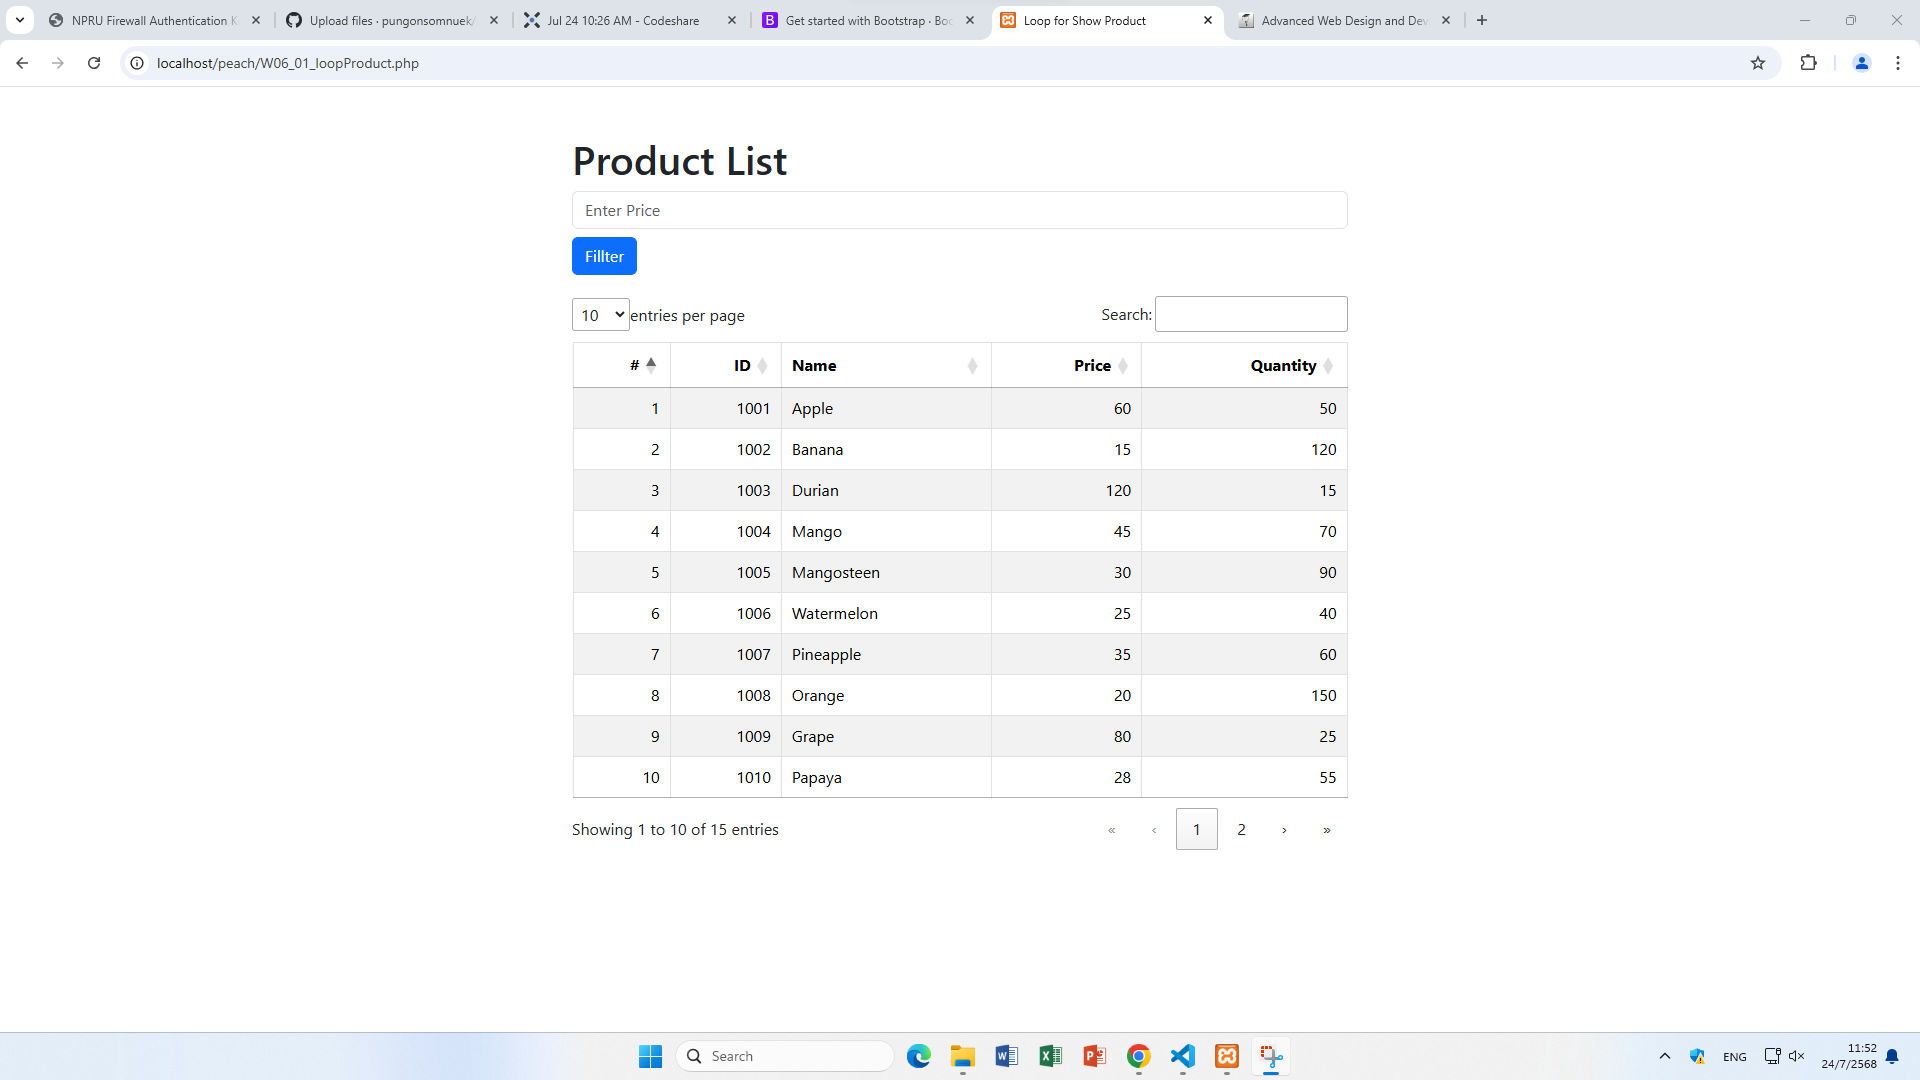 NPRU Firewall Authentication K
Upload files · pungonsomnuek/
Jul 24 10:26 AM - Codeshare
Get started with Bootstrap · Boo
Loop for Show Product
Advanced Web Design and Dev
localhost/peach/W06_01_loopProduct.php
Product List
Enter Price
Fillter
10 entries per page
Search:
# ID Name Price Quantity
1 1001 Apple 60 50
2 1002 Banana 15 120
3 1003 Durian 120 15
4 1004 Mango 45 70
5 1005 Mangosteen 30 90
6 1006 Watermelon 25 40
7 1007 Pineapple 35 60
8 1008 Orange 20 150
9 1009 Grape 80 25
10 1010 Papaya 28 55
Showing 1 to 10 of 15 entries
« ‹ 1 2 › »
Search
ENG
11:52
24/7/2568